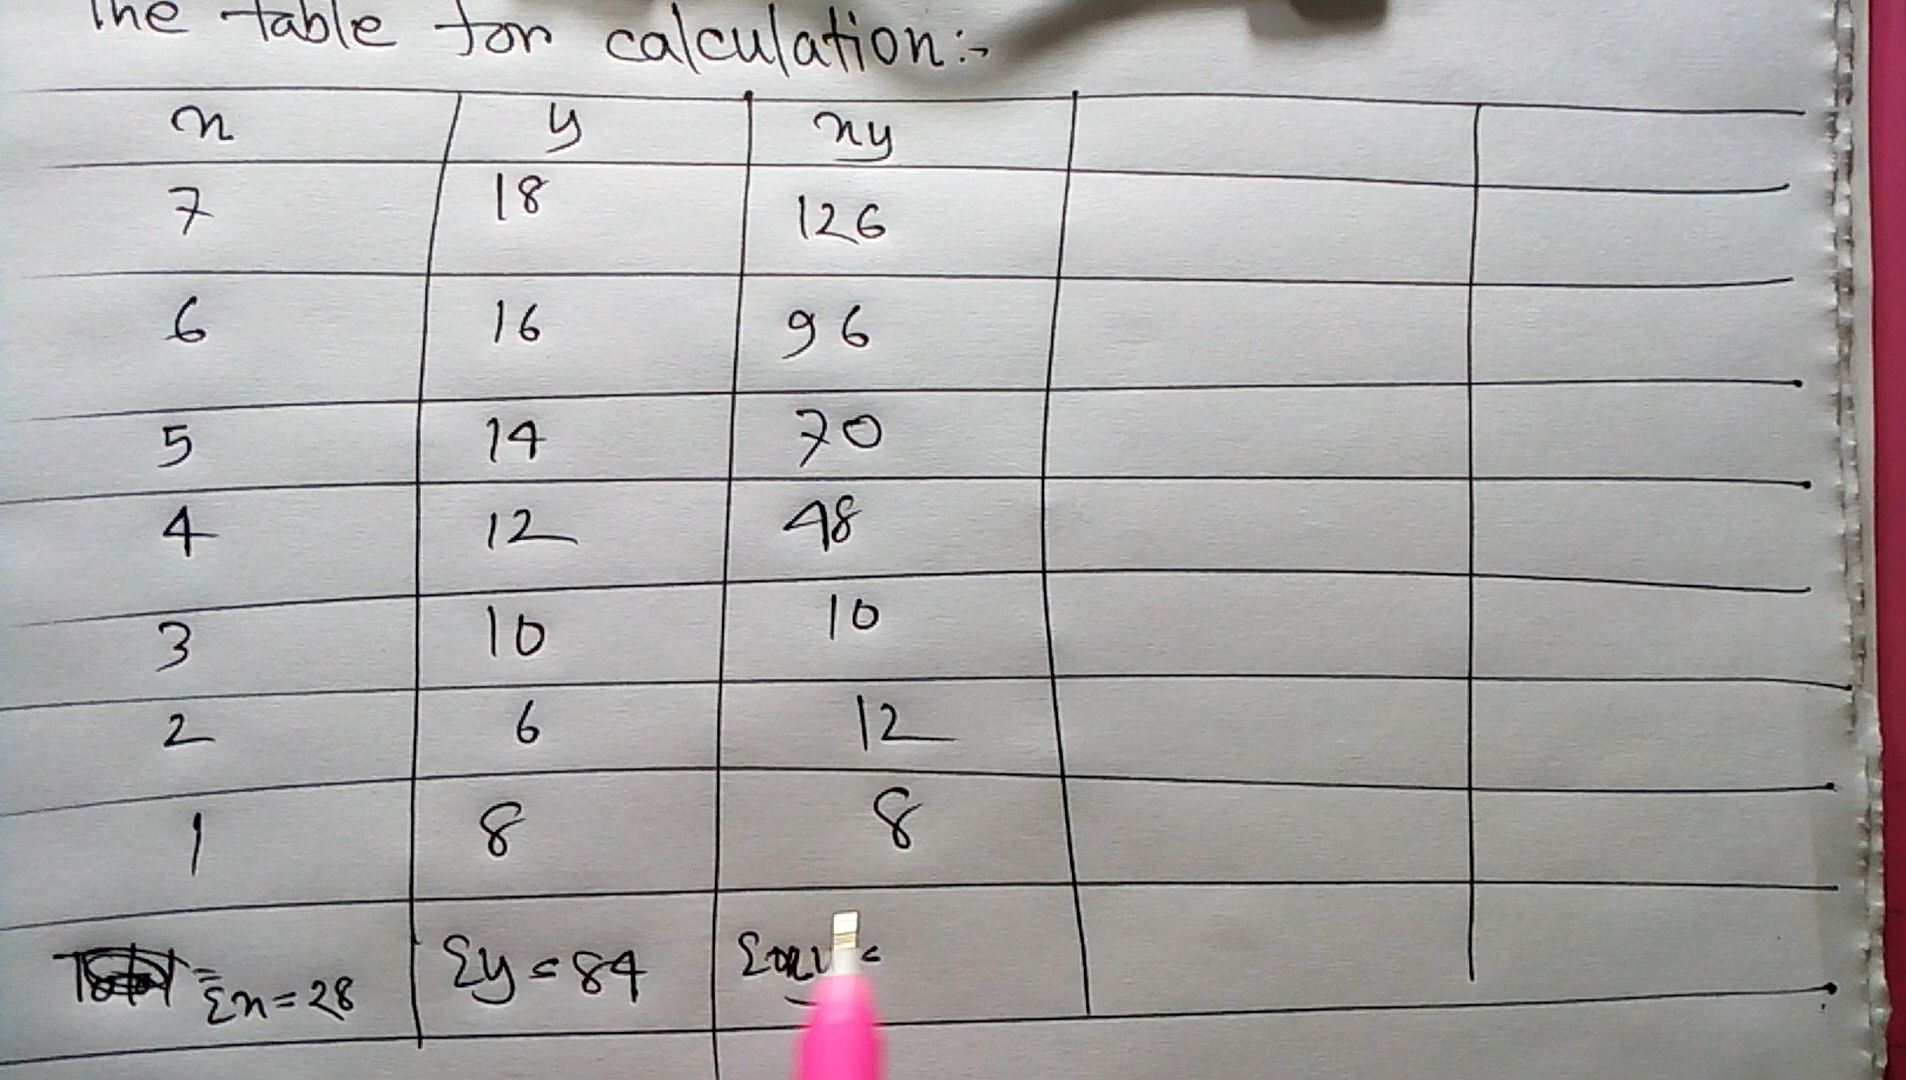 The table for calculation:-
x y xy
7 18 126
6 16 96
5 14 70
4 12 48
3 10 10
2 6 12
1 8 8
Σx=28 Σy=84